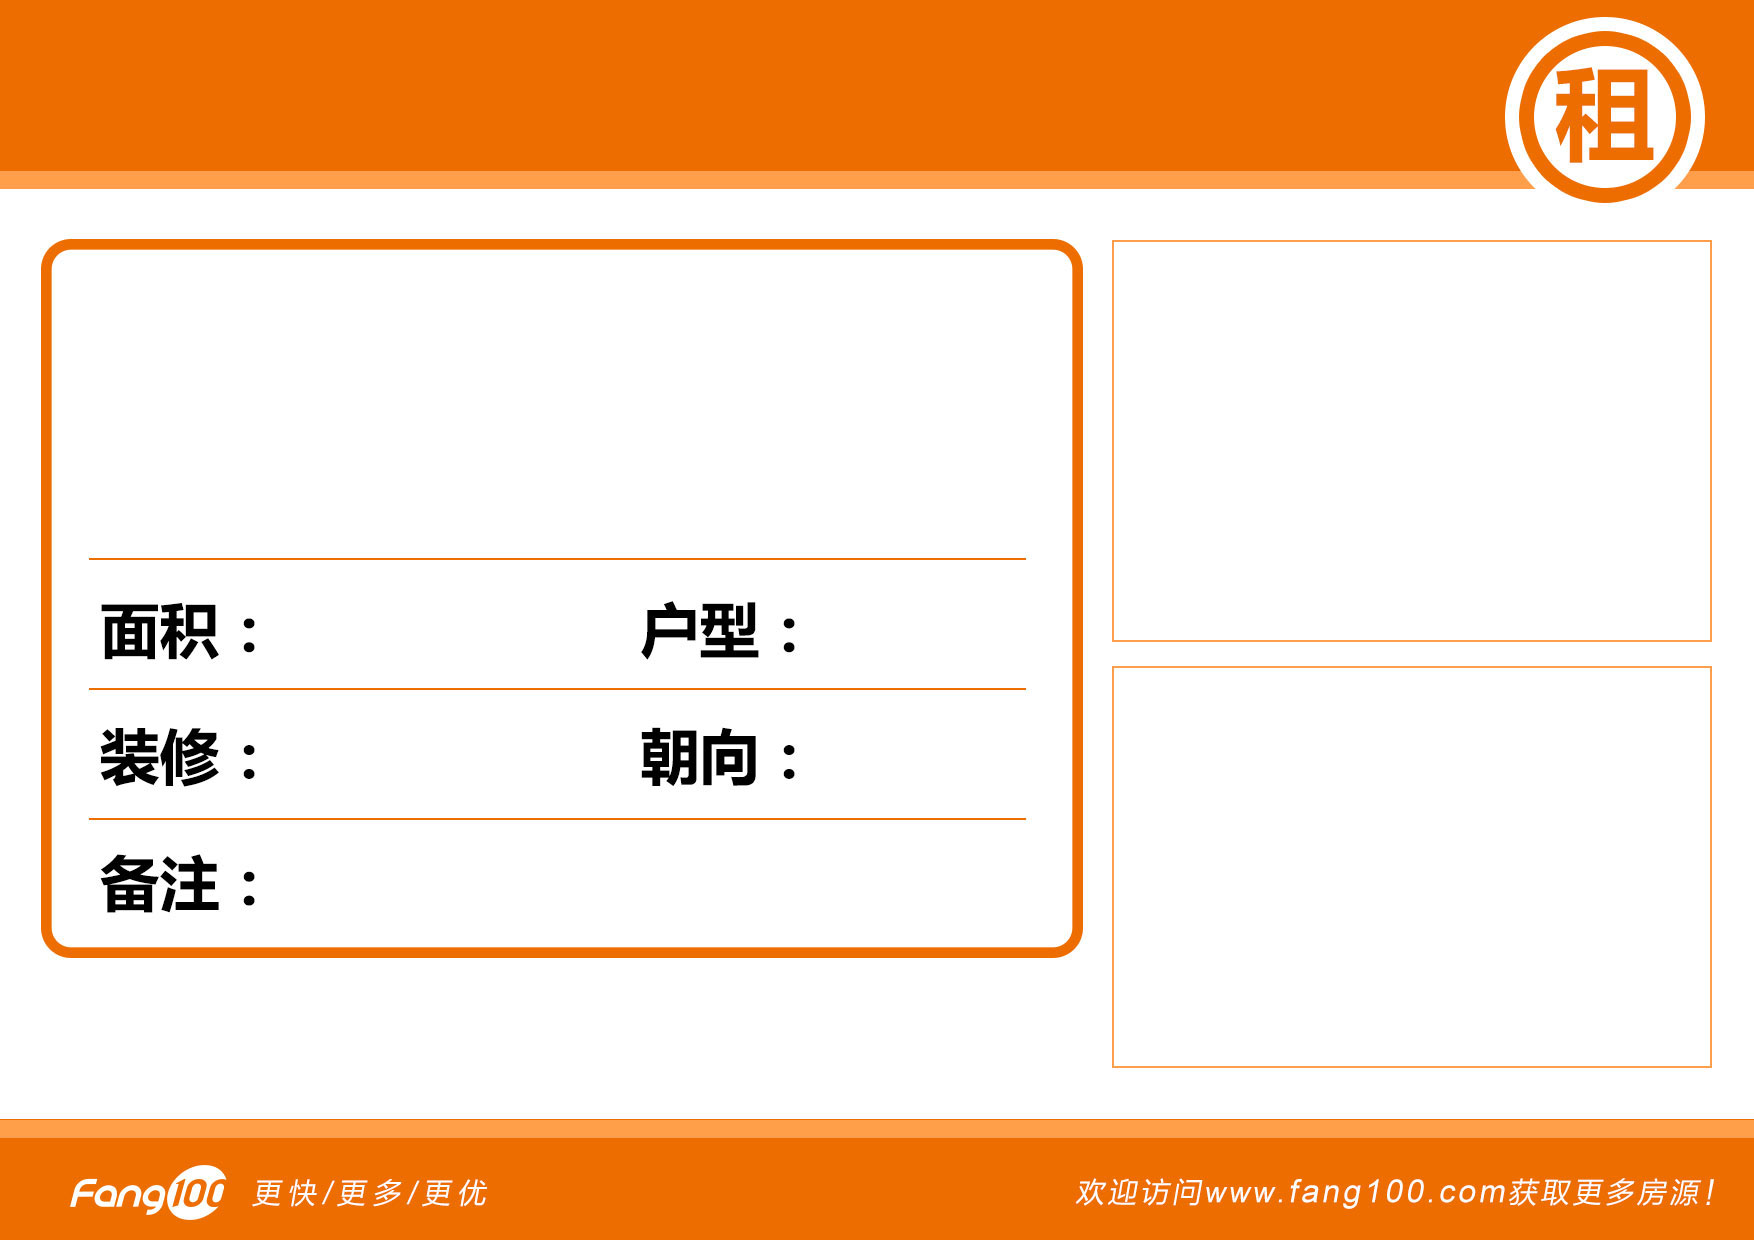 租
面积： 户型：
装修： 朝向：
备注：
Fang100 更快/更多/更优
欢迎访问www.fang100.com获取更多房源！